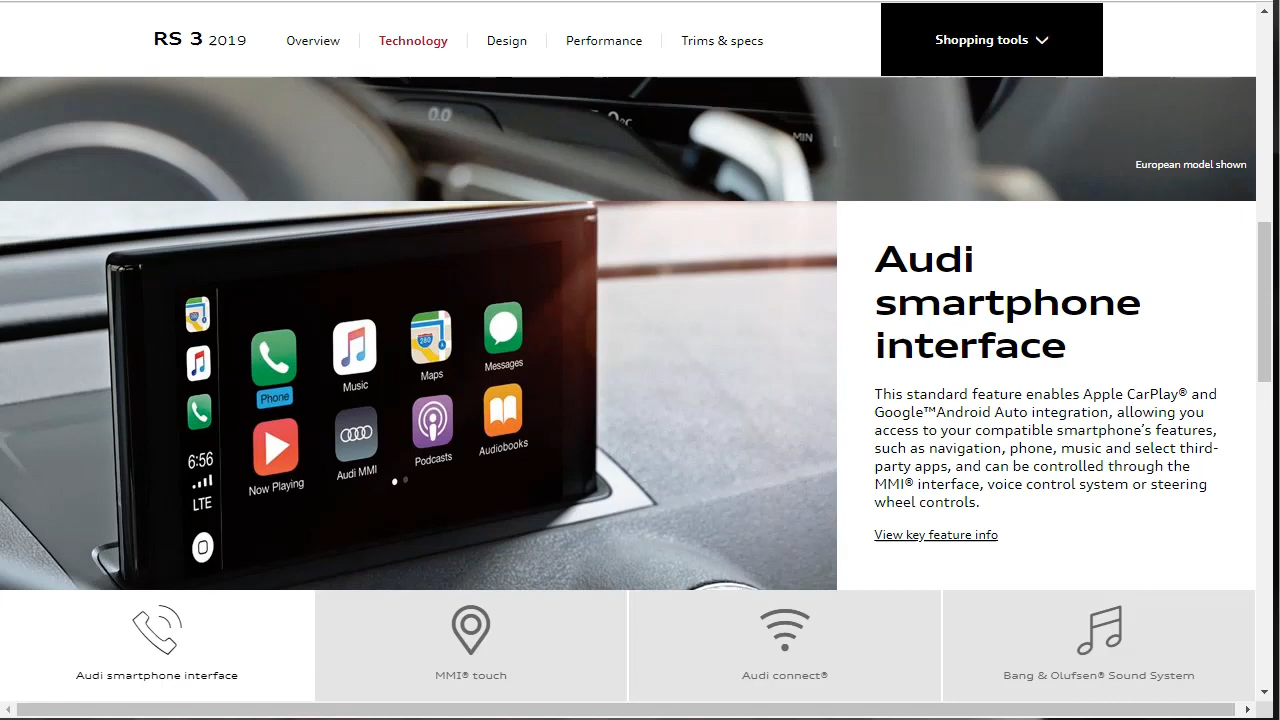 RS 3 2019
Overview
Technology
Design
Performance
Trims & specs
Shopping tools
0.0
°C
MIN
European model shown
Audi
smartphone
interface
This standard feature enables Apple CarPlay® and
Google™Android Auto integration, allowing you
access to your compatible smartphone’s features,
such as navigation, phone, music and select third-
party apps, and can be controlled through the
MMI® interface, voice control system or steering
wheel controls.
View key feature info
Phone
Music
280
Maps
Messages
Now Playing
Audi MMI
Podcasts
Audiobooks
6:56
LTE
Audi smartphone interface
MMI® touch
Audi connect®
Bang & Olufsen® Sound System